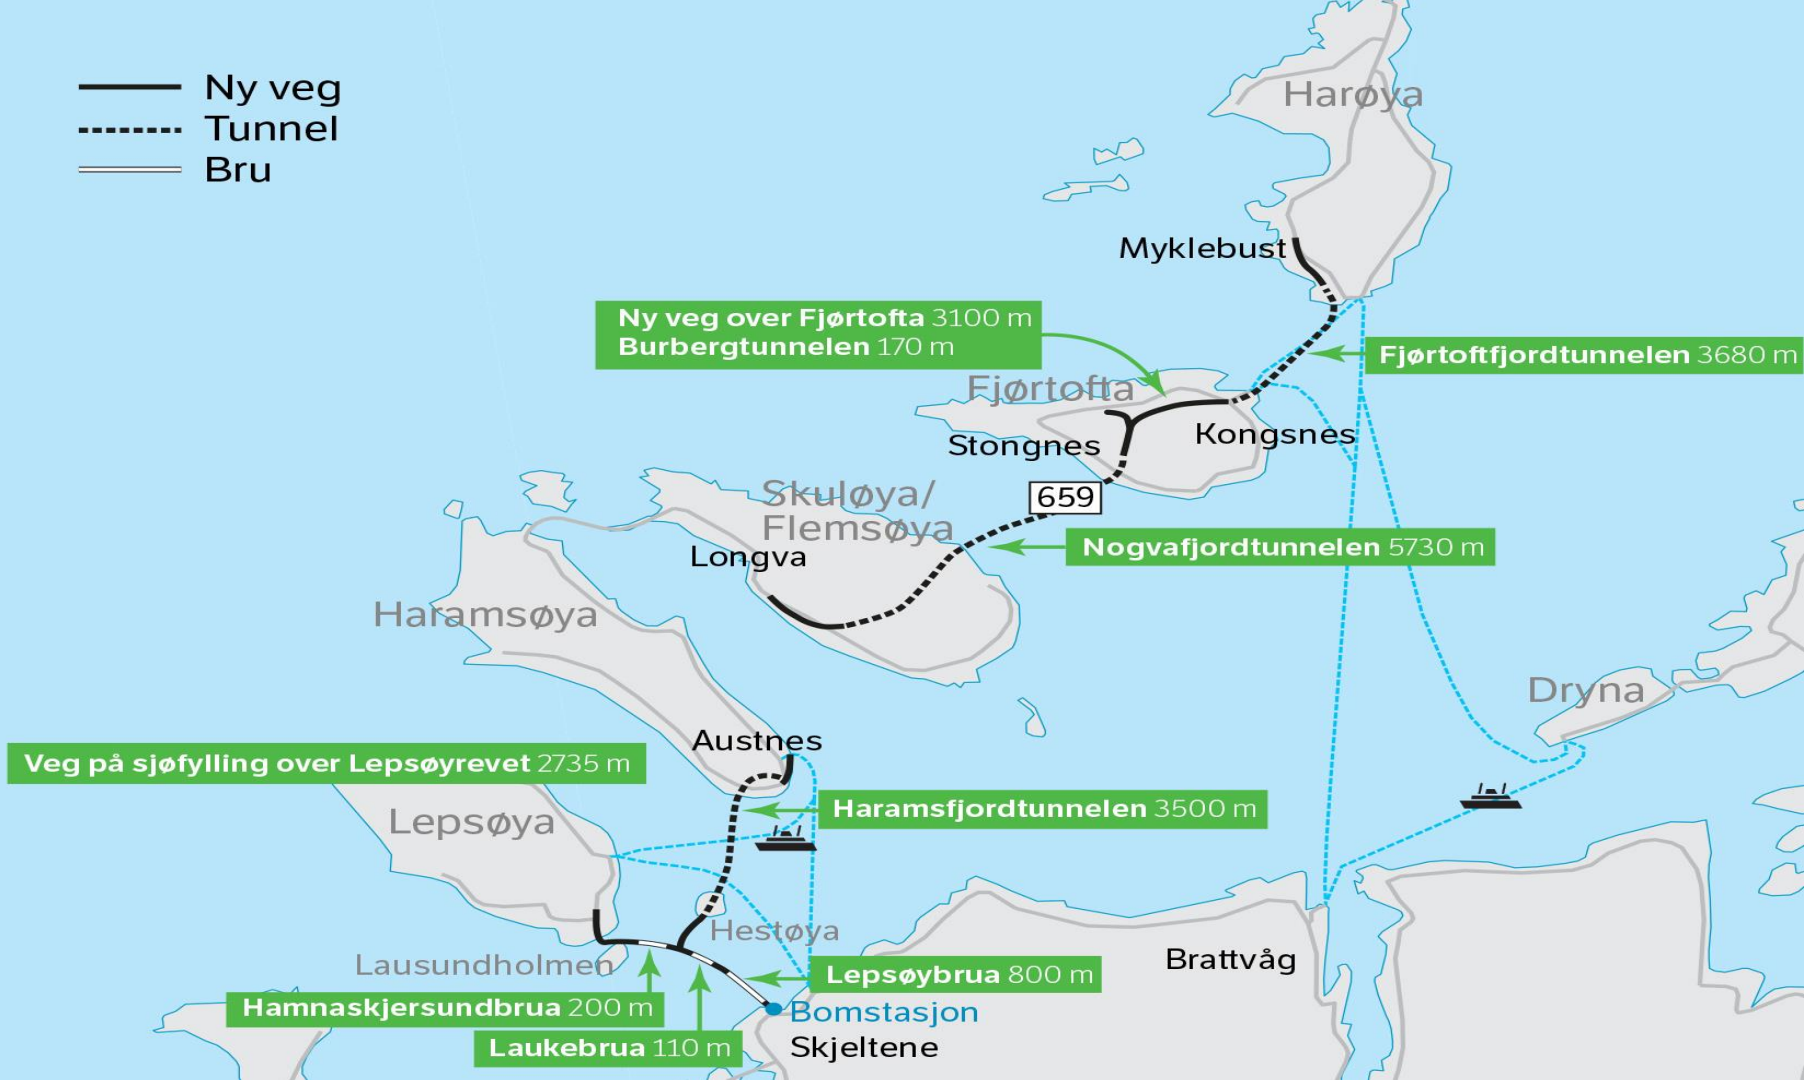 Ny veg
Tunnel
Bru
Harøya
Myklebust
Ny veg over Fjørtofta 3100 m
Burbergtunnelen 170 m
Fjørtoftfjordtunnelen 3680 m
Fjørtofta
Stongnes
Kongsnes
659
Skuløya/
Flemsøya
Longva
Nogvafjordtunnelen 5730 m
Haramsøya
Dryna
Austnes
Veg på sjøfylling over Lepsøyrevet 2735 m
Haramsfjordtunnelen 3500 m
Lepsøya
Hestøya
Lausundholmen
Brattvåg
Lepsøybrua 800 m
Hamnaskjersundbrua 200 m
Bomstasjon
Laukebrua 110 m
Skjeltene